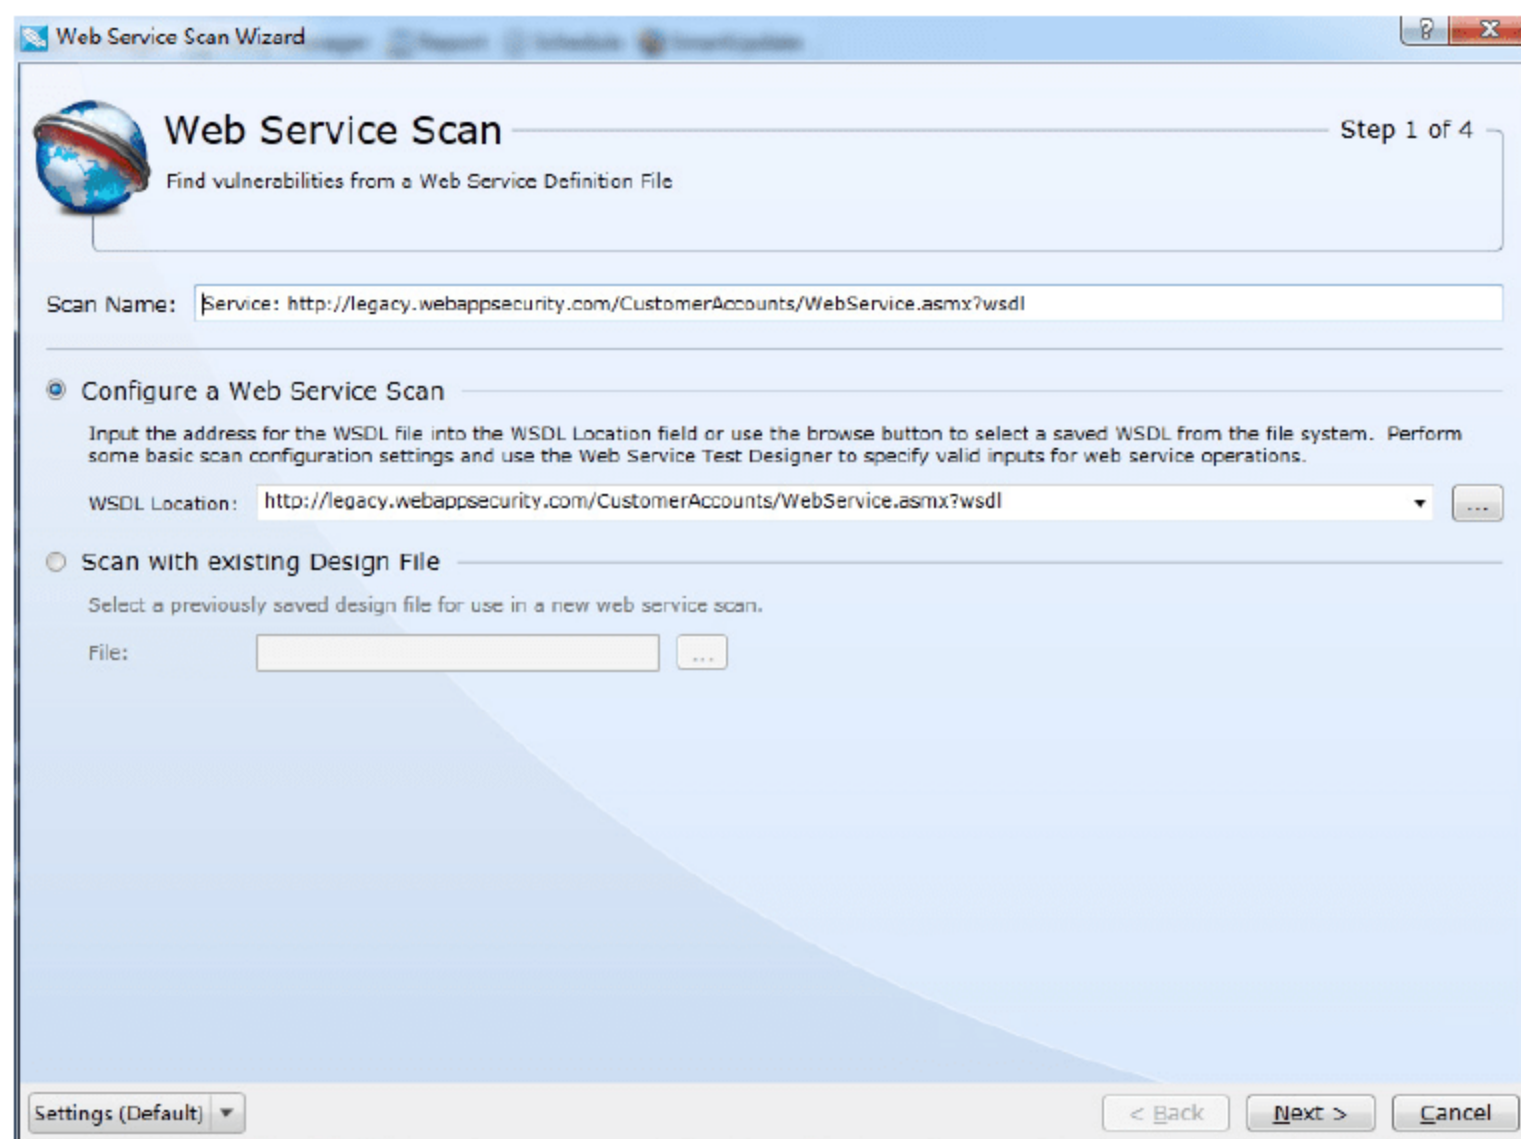 Web Service Scan Wizard
Report Schedule SmartUpdate
Web Service Scan
Step 1 of 4
Find vulnerabilities from a Web Service Definition File
Scan Name: Service: http://legacy.webappsecurity.com/CustomerAccounts/WebService.asmx?wsdl
Configure a Web Service Scan
Input the address for the WSDL file into the WSDL Location field or use the browse button to select a saved WSDL from the file system. Perform
some basic scan configuration settings and use the Web Service Test Designer to specify valid inputs for web service operations.
WSDL Location: http://legacy.webappsecurity.com/CustomerAccounts/WebService.asmx?wsdl ...
Scan with existing Design File
Select a previously saved design file for use in a new web service scan.
File: ...
Settings (Default) < Back Next > Cancel